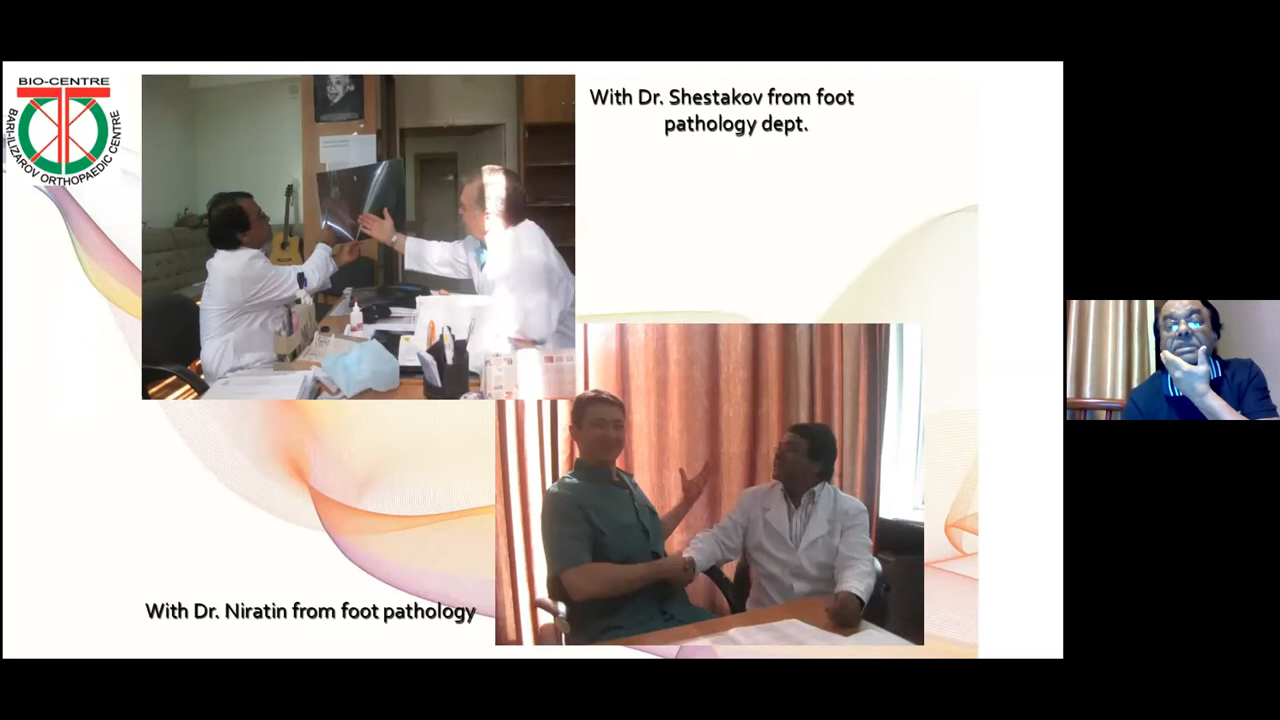 BIO-CENTRE
BARI-ILIZAROV ORTHOPAEDIC CENTRE
With Dr. Shestakov from foot
pathology dept.
With Dr. Niratin from foot pathology